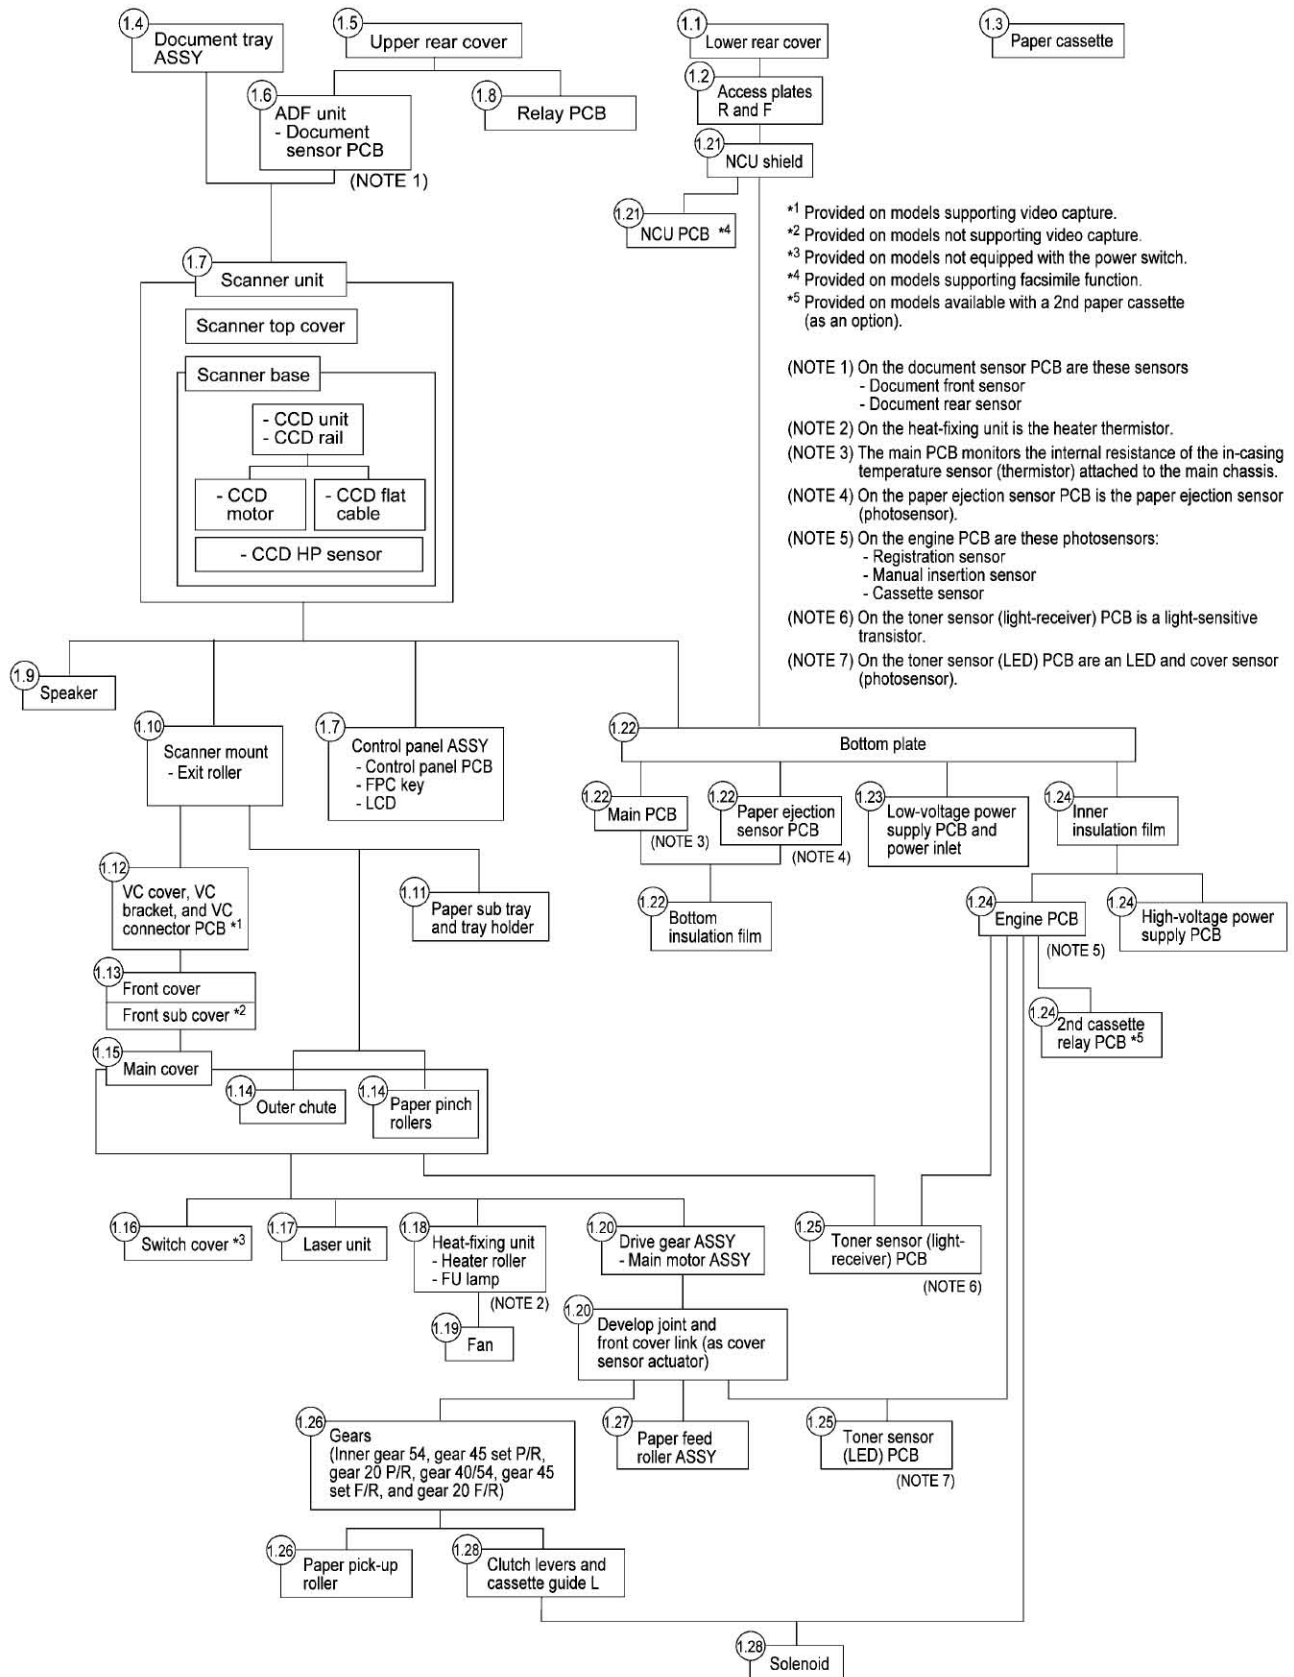 1.4
Document tray
ASSY
1.5
Upper rear cover
1.1
Lower rear cover
1.3
Paper cassette
1.6
ADF unit
- Document
sensor PCB
(NOTE 1)
1.8
Relay PCB
1.2
Access plates
R and F
1.21
NCU shield
1.21
NCU PCB *4
*1 Provided on models supporting video capture.
*2 Provided on models not supporting video capture.
*3 Provided on models not equipped with the power switch.
*4 Provided on models supporting facsimile function.
*5 Provided on models available with a 2nd paper cassette
(as an option).
(NOTE 1) On the document sensor PCB are these sensors
- Document front sensor
- Document rear sensor
(NOTE 2) On the heat-fixing unit is the heater thermistor.
(NOTE 3) The main PCB monitors the internal resistance of the in-casing
temperature sensor (thermistor) attached to the main chassis.
(NOTE 4) On the paper ejection sensor PCB is the paper ejection sensor
(photosensor).
(NOTE 5) On the engine PCB are these photosensors:
- Registration sensor
- Manual insertion sensor
- Cassette sensor
(NOTE 6) On the toner sensor (light-receiver) PCB is a light-sensitive
transistor.
(NOTE 7) On the toner sensor (LED) PCB are an LED and cover sensor
(photosensor).
1.7
Scanner unit
Scanner top cover
Scanner base
- CCD unit
- CCD rail
- CCD
motor
- CCD flat
cable
- CCD HP sensor
1.9
Speaker
1.10
Scanner mount
- Exit roller
1.7
Control panel ASSY
- Control panel PCB
- FPC key
- LCD
1.22
Bottom plate
1.22
Main PCB
(NOTE 3)
1.22
Paper ejection
sensor PCB
(NOTE 4)
1.23
Low-voltage power
supply PCB and
power inlet
1.24
Inner
insulation film
1.12
VC cover, VC
bracket, and VC
connector PCB *1
1.11
Paper sub tray
and tray holder
1.22
Bottom
insulation film
1.24
Engine PCB
(NOTE 5)
1.24
High-voltage power
supply PCB
1.13
Front cover
Front sub cover *2
1.24
2nd cassette
relay PCB *5
1.15
Main cover
1.14
Outer chute
1.14
Paper pinch
rollers
1.16
Switch cover *3
1.17
Laser unit
1.18
Heat-fixing unit
- Heater roller
- FU lamp
(NOTE 2)
1.20
Drive gear ASSY
- Main motor ASSY
1.25
Toner sensor (light-
receiver) PCB
(NOTE 6)
1.19
Fan
1.20
Develop joint and
front cover link (as cover
sensor actuator)
1.26
Gears
(Inner gear 54, gear 45 set P/R,
gear 20 P/R, gear 40/54, gear 45
set F/R, and gear 20 F/R)
1.27
Paper feed
roller ASSY
1.25
Toner sensor
(LED) PCB
(NOTE 7)
1.26
Paper pick-up
roller
1.28
Clutch levers and
cassette guide L
1.28
Solenoid